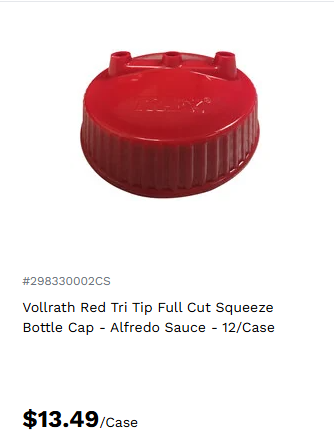 #298330002CS
Vollrath Red Tri Tip Full Cut Squeeze
Bottle Cap - Alfredo Sauce - 12/Case
$13.49/Case